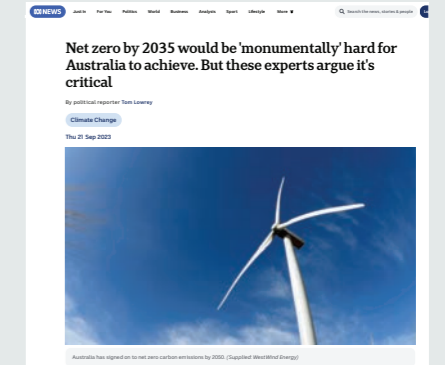 NEWS Just In For You Politics World Business Analysis Sport Lifestyle More Search the news, stories & people
Net zero by 2035 would be 'monumentally' hard for
Australia to achieve. But these experts argue it's
critical
By political reporter Tom Lowrey
Climate Change
Thu 21 Sep 2023
Australia has signed on to net zero carbon emissions by 2050. (Supplied: WestWind Energy)